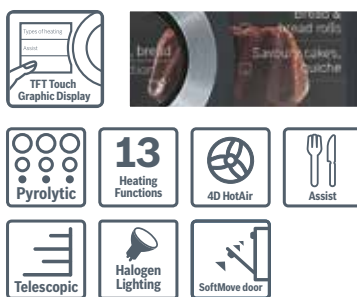 Types of heating
Assist
TFT Touch
Graphic Display
Bread &
bread rolls
, bread
Savoury cakes,
quiche
Pyrolytic
13
Heating
Functions
4D HotAir
Assist
Telescopic
Halogen
Lighting
SoftMove door